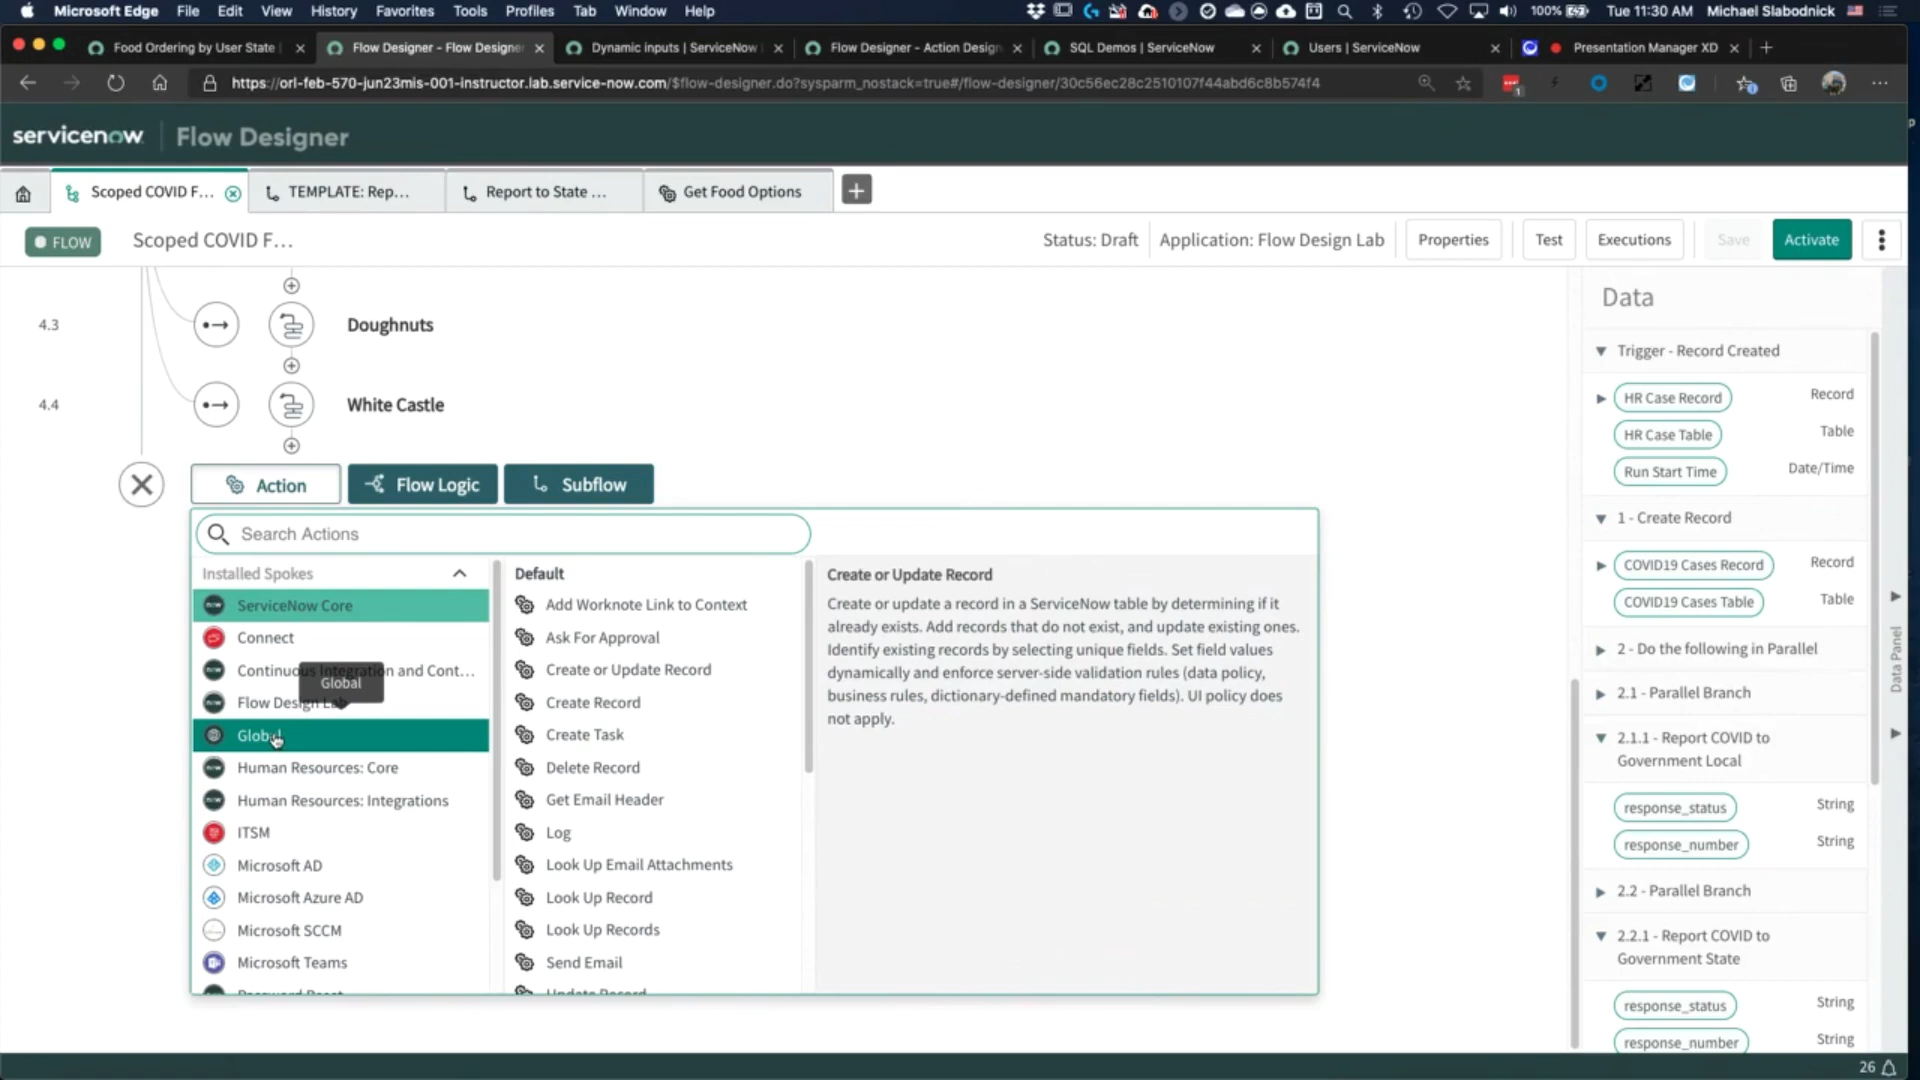 Microsoft Edge File Edit View History Favorites Tools Profiles Tab Window Help 100% Tue 11:30 AM Michael Slabodnick
Food Ordering by User State | Flow Designer - Flow Designe Dynamic inputs | ServiceNow Flow Designer - Action Desig SQL Demos | ServiceNow Users | ServiceNow Presentation Manager XD
https://orl-feb-570-jun23mis-001-instructor.lab.service-now.com/$flow-designer.do?sysparm_nostack=true#/flow-designer/30c56ec28c2510107f44abd6c8b574f4
servicenow Flow Designer
Scoped COVID F... TEMPLATE: Rep... Report to State ... Get Food Options
FLOW Scoped COVID F... Status: Draft Application: Flow Design Lab Properties Test Executions Save Activate
4.3 Doughnuts
4.4 White Castle
Action Flow Logic Subflow
Search Actions
Installed Spokes
ServiceNow Core
Connect
Continuous Integration and Cont...
Global
Flow Design Lab
Global
Human Resources: Core
Human Resources: Integrations
ITSM
Microsoft AD
Microsoft Azure AD
Microsoft SCCM
Microsoft Teams
Password Reset
Default
Add Worknote Link to Context
Ask For Approval
Create or Update Record
Create Record
Create Task
Delete Record
Get Email Header
Log
Look Up Email Attachments
Look Up Record
Look Up Records
Send Email
Update Record
Create or Update Record
Create or update a record in a ServiceNow table by determining if it
already exists. Add records that do not exist, and update existing ones.
Identify existing records by selecting unique fields. Set field values
dynamically and enforce server-side validation rules (data policy,
business rules, dictionary-defined mandatory fields). UI policy does
not apply.
Data
Trigger - Record Created
HR Case Record Record
HR Case Table Table
Run Start Time Date/Time
1 - Create Record
COVID19 Cases Record Record
COVID19 Cases Table Table
2 - Do the following in Parallel
2.1 - Parallel Branch
2.1.1 - Report COVID to
Government Local
response_status String
response_number String
2.2 - Parallel Branch
2.2.1 - Report COVID to
Government State
response_status String
response_number String
Data Panel
26